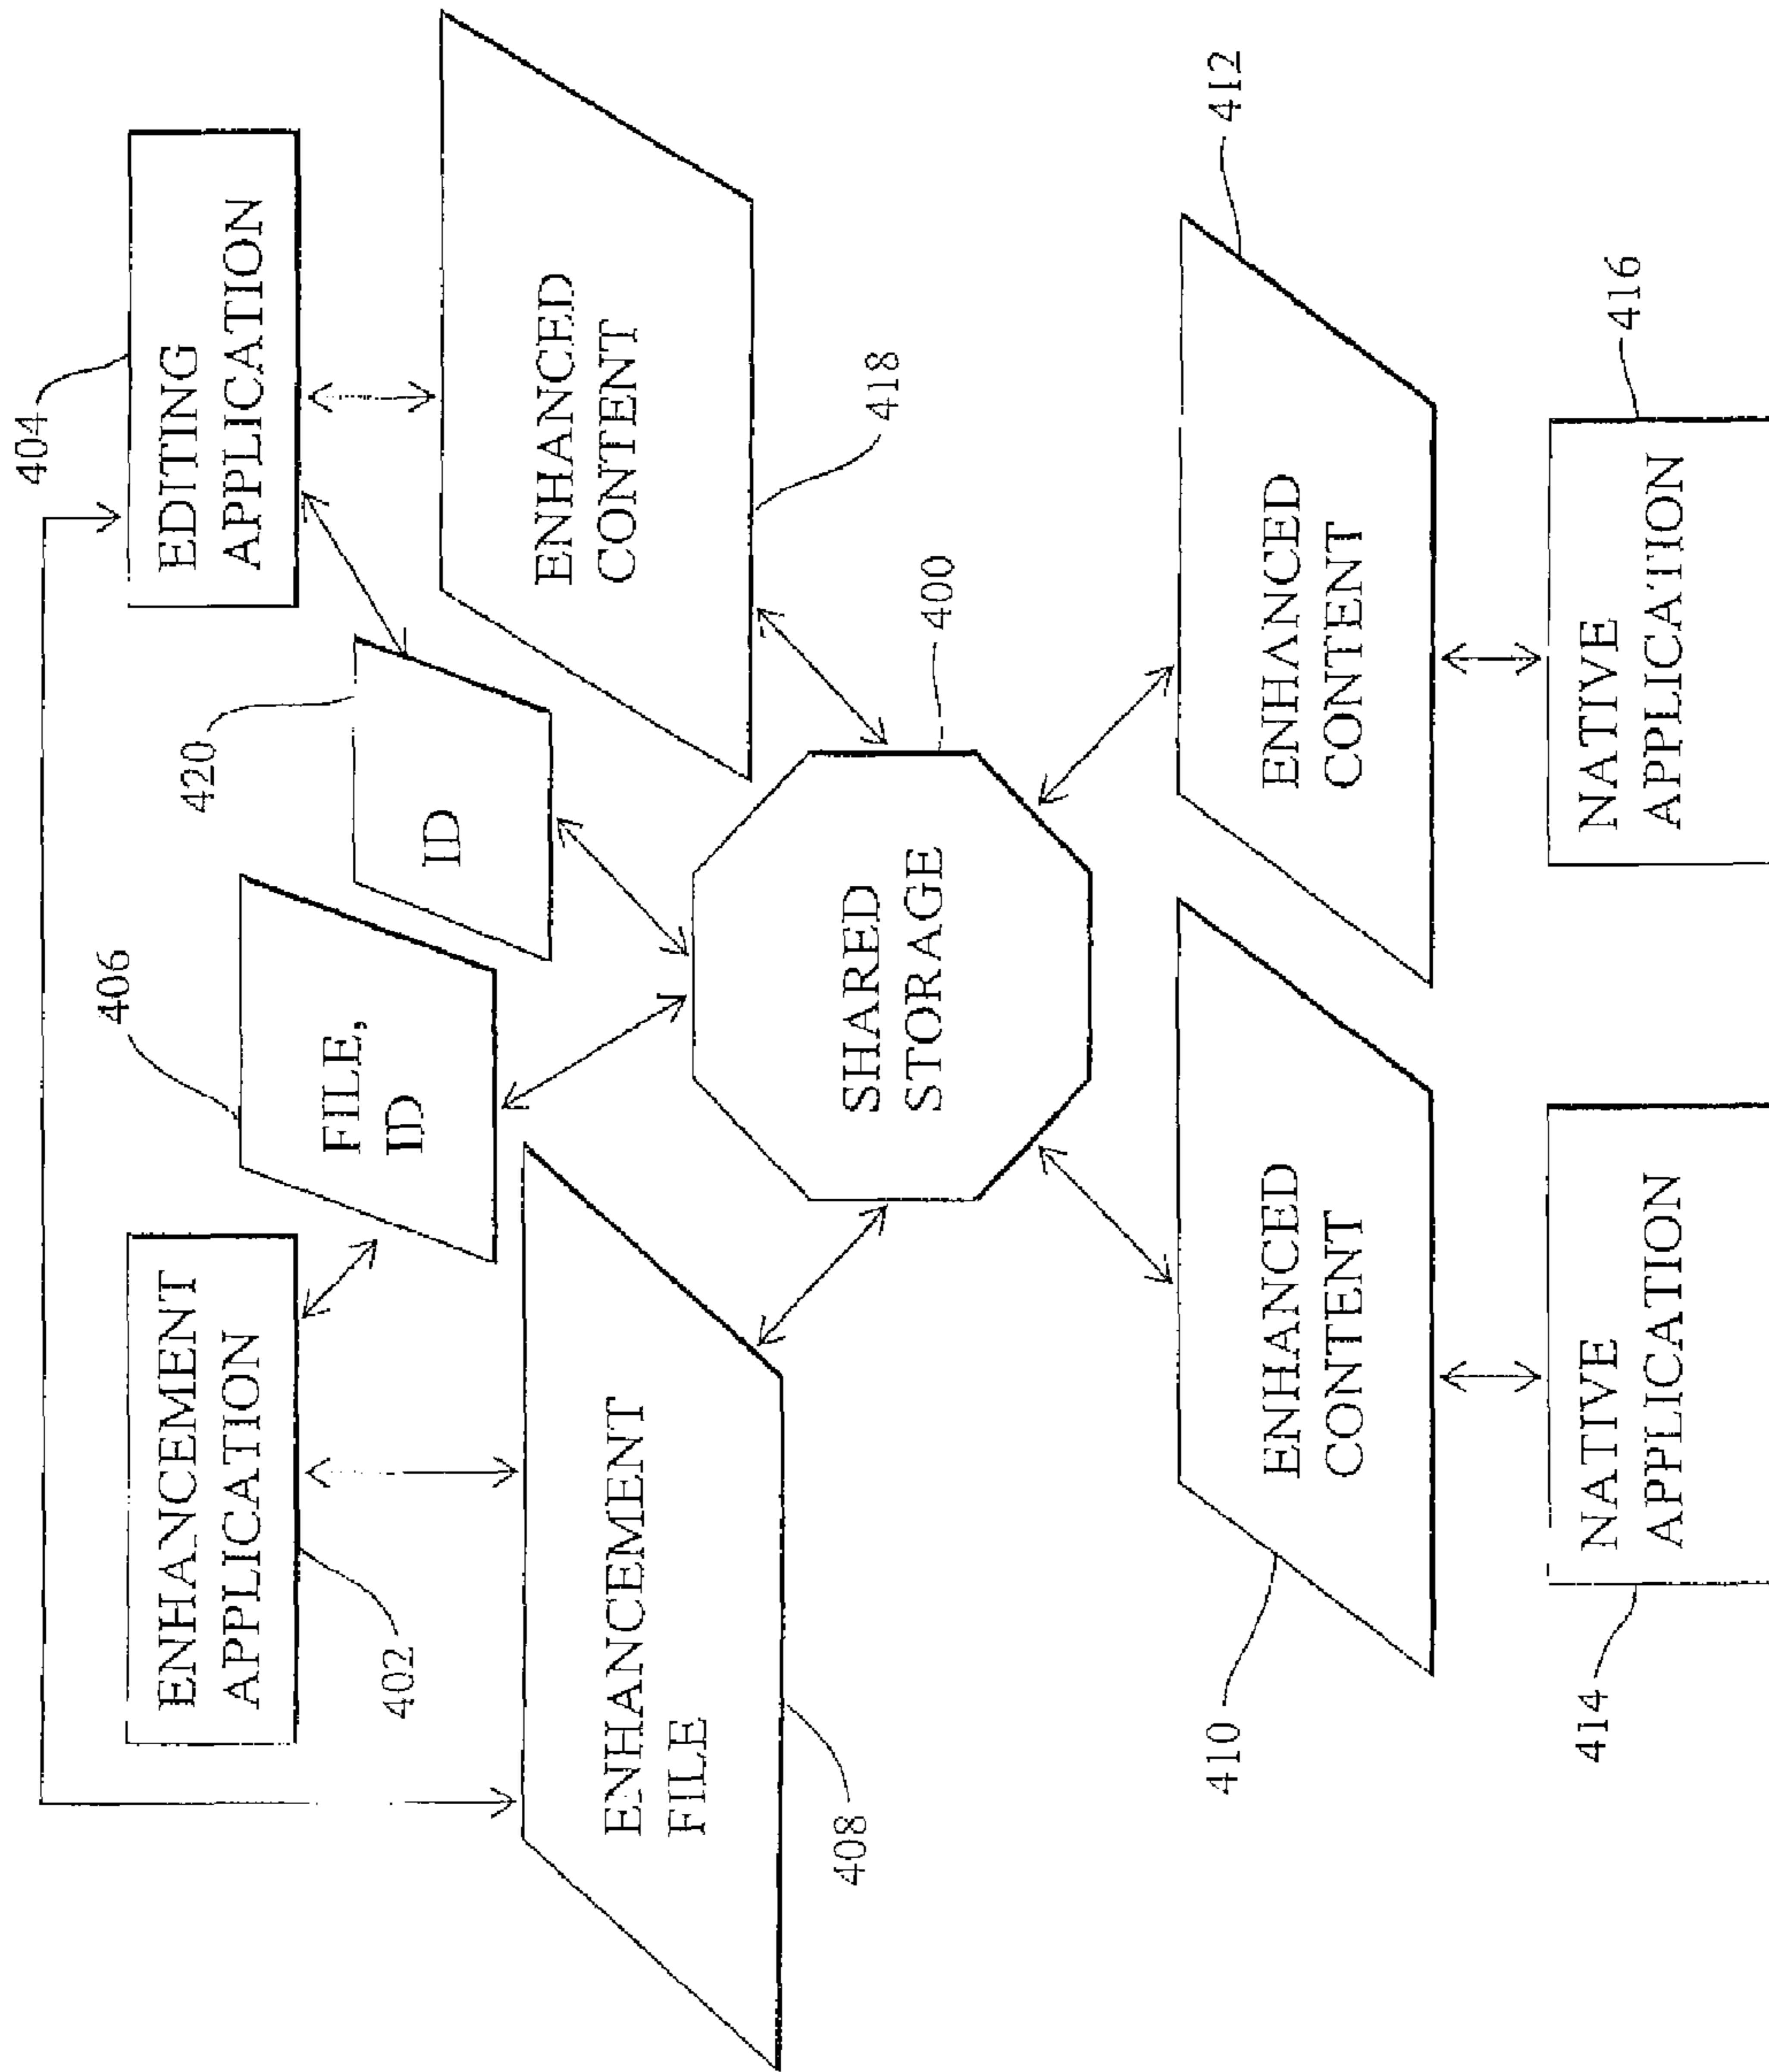 404
EDITING
APPLICATION
420
ID
ENHANCED
CONTENT
418
406
FILE,
ID
ENHANCEMENT
APPLICATION
402
ENHANCEMENT
FILE
408
SHARED
STORAGE
400
ENHANCED
CONTENT
410
ENHANCED
CONTENT
412
NATIVE
APPLICATION
414
NATIVE
APPLICATION
416